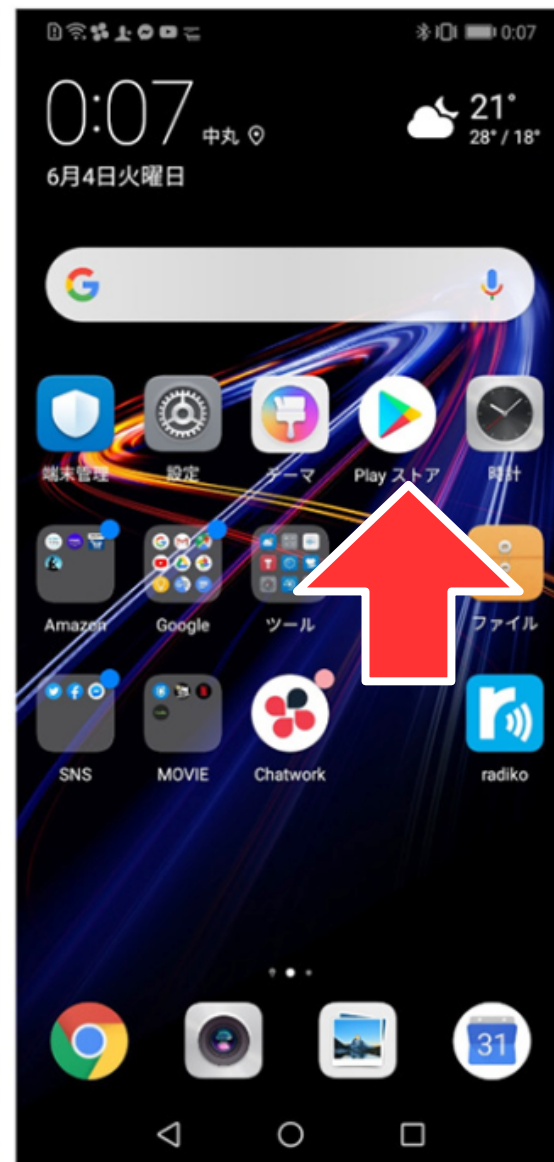 0:07
0:07 中丸
21°
28° / 18°
6月4日火曜日
端末管理 設定 テーマ Play ストア 時計
Amazon Google ツール ファイル
SNS MOVIE Chatwork radiko
31